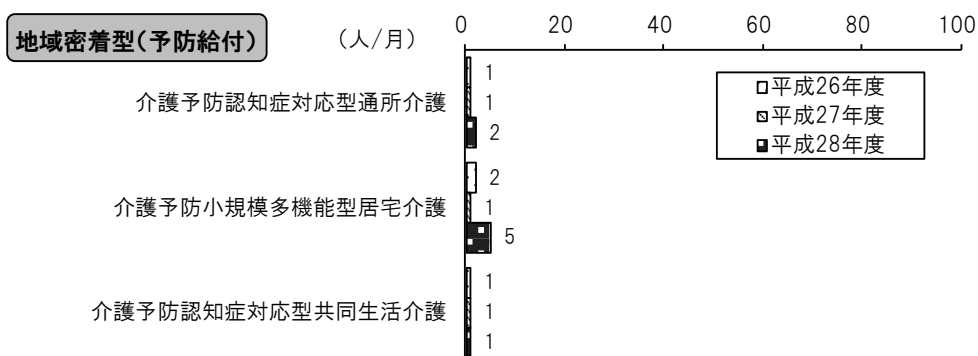 地域密着型(予防給付)
（人/月）
0 20 40 60 80 100
□平成26年度
平成27年度
平成28年度
介護予防認知症対応型通所介護
1
1
2
介護予防小規模多機能型居宅介護
2
1
5
介護予防認知症対応型共同生活介護
1
1
1